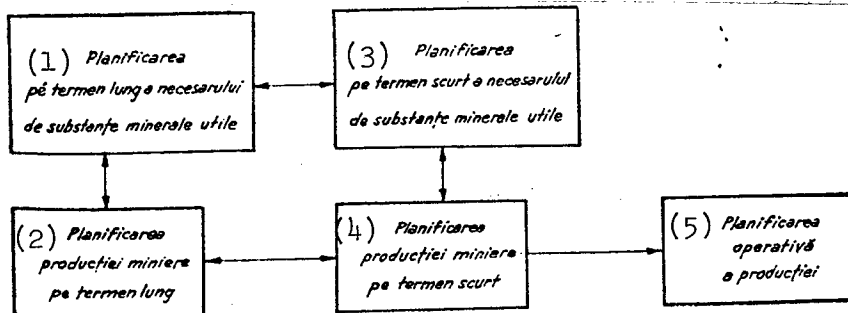 (1) Planificarea
pe termen lung a necesarului
de substanțe minerale utile
(3) Planificarea
pe termen scurt a necesarului
de substanțe minerale utile
(2) Planificarea
producției miniere
pe termen lung
(4) Planificarea
producției miniere
pe termen scurt
(5) Planificarea
operativă
a producției